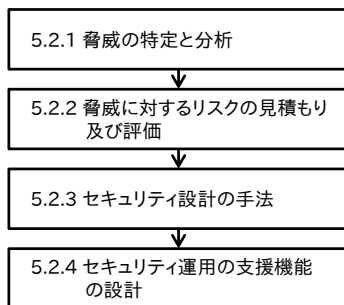 5.2.1 脅威の特定と分析
5.2.2 脅威に対するリスクの見積もり
及び評価
5.2.3 セキュリティ設計の手法
5.2.4 セキュリティ運用の支援機能
の設計